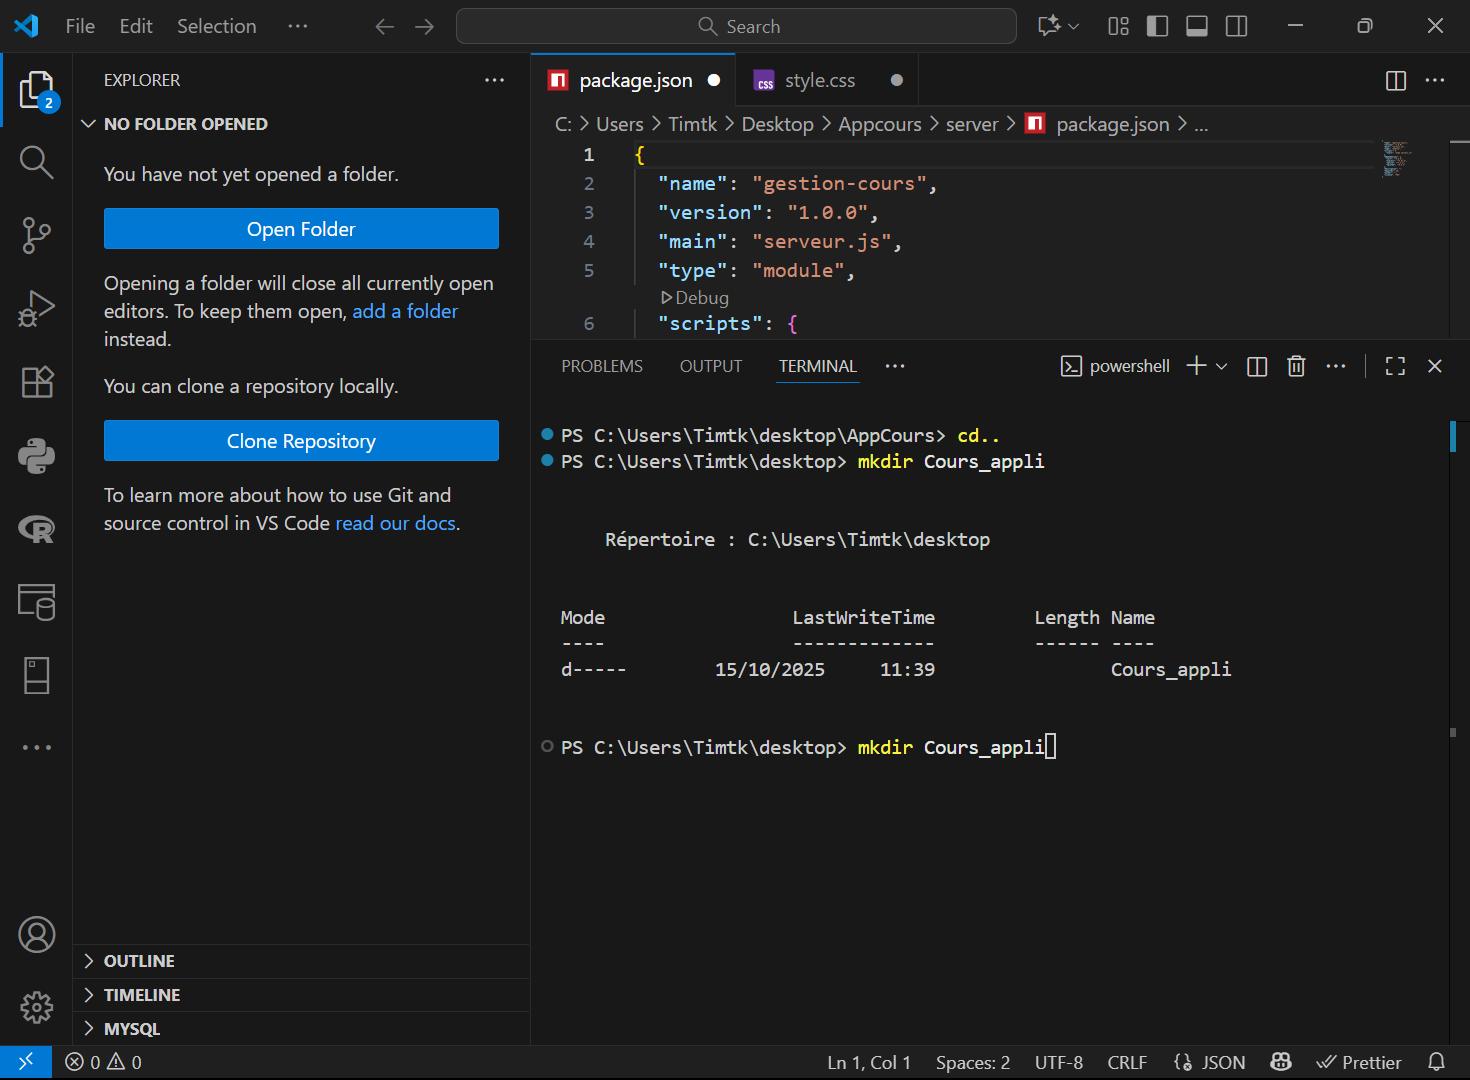 File Edit Selection ··· Search
EXPLORER ···
2
NO FOLDER OPENED
You have not yet opened a folder.
Open Folder
Opening a folder will close all currently open
editors. To keep them open, add a folder
instead.
You can clone a repository locally.
Clone Repository
To learn more about how to use Git and
source control in VS Code read our docs.
OUTLINE
TIMELINE
MYSQL
package.json css style.css
C: > Users > Timtk > Desktop > Appcours > server > package.json > ...
1 {
2 "name": "gestion-cours",
3 "version": "1.0.0",
4 "main": "serveur.js",
5 "type": "module",
Debug
6 "scripts": {
PROBLEMS OUTPUT TERMINAL ··· powershell
PS C:\Users\Timtk\desktop\AppCours> cd..
PS C:\Users\Timtk\desktop> mkdir Cours_appli
Répertoire : C:\Users\Timtk\desktop
Mode LastWriteTime Length Name
---- ------------- ------ ----
d----- 15/10/2025 11:39 Cours_appli
PS C:\Users\Timtk\desktop> mkdir Cours_appli
0 0 Ln 1, Col 1 Spaces: 2 UTF-8 CRLF JSON Prettier